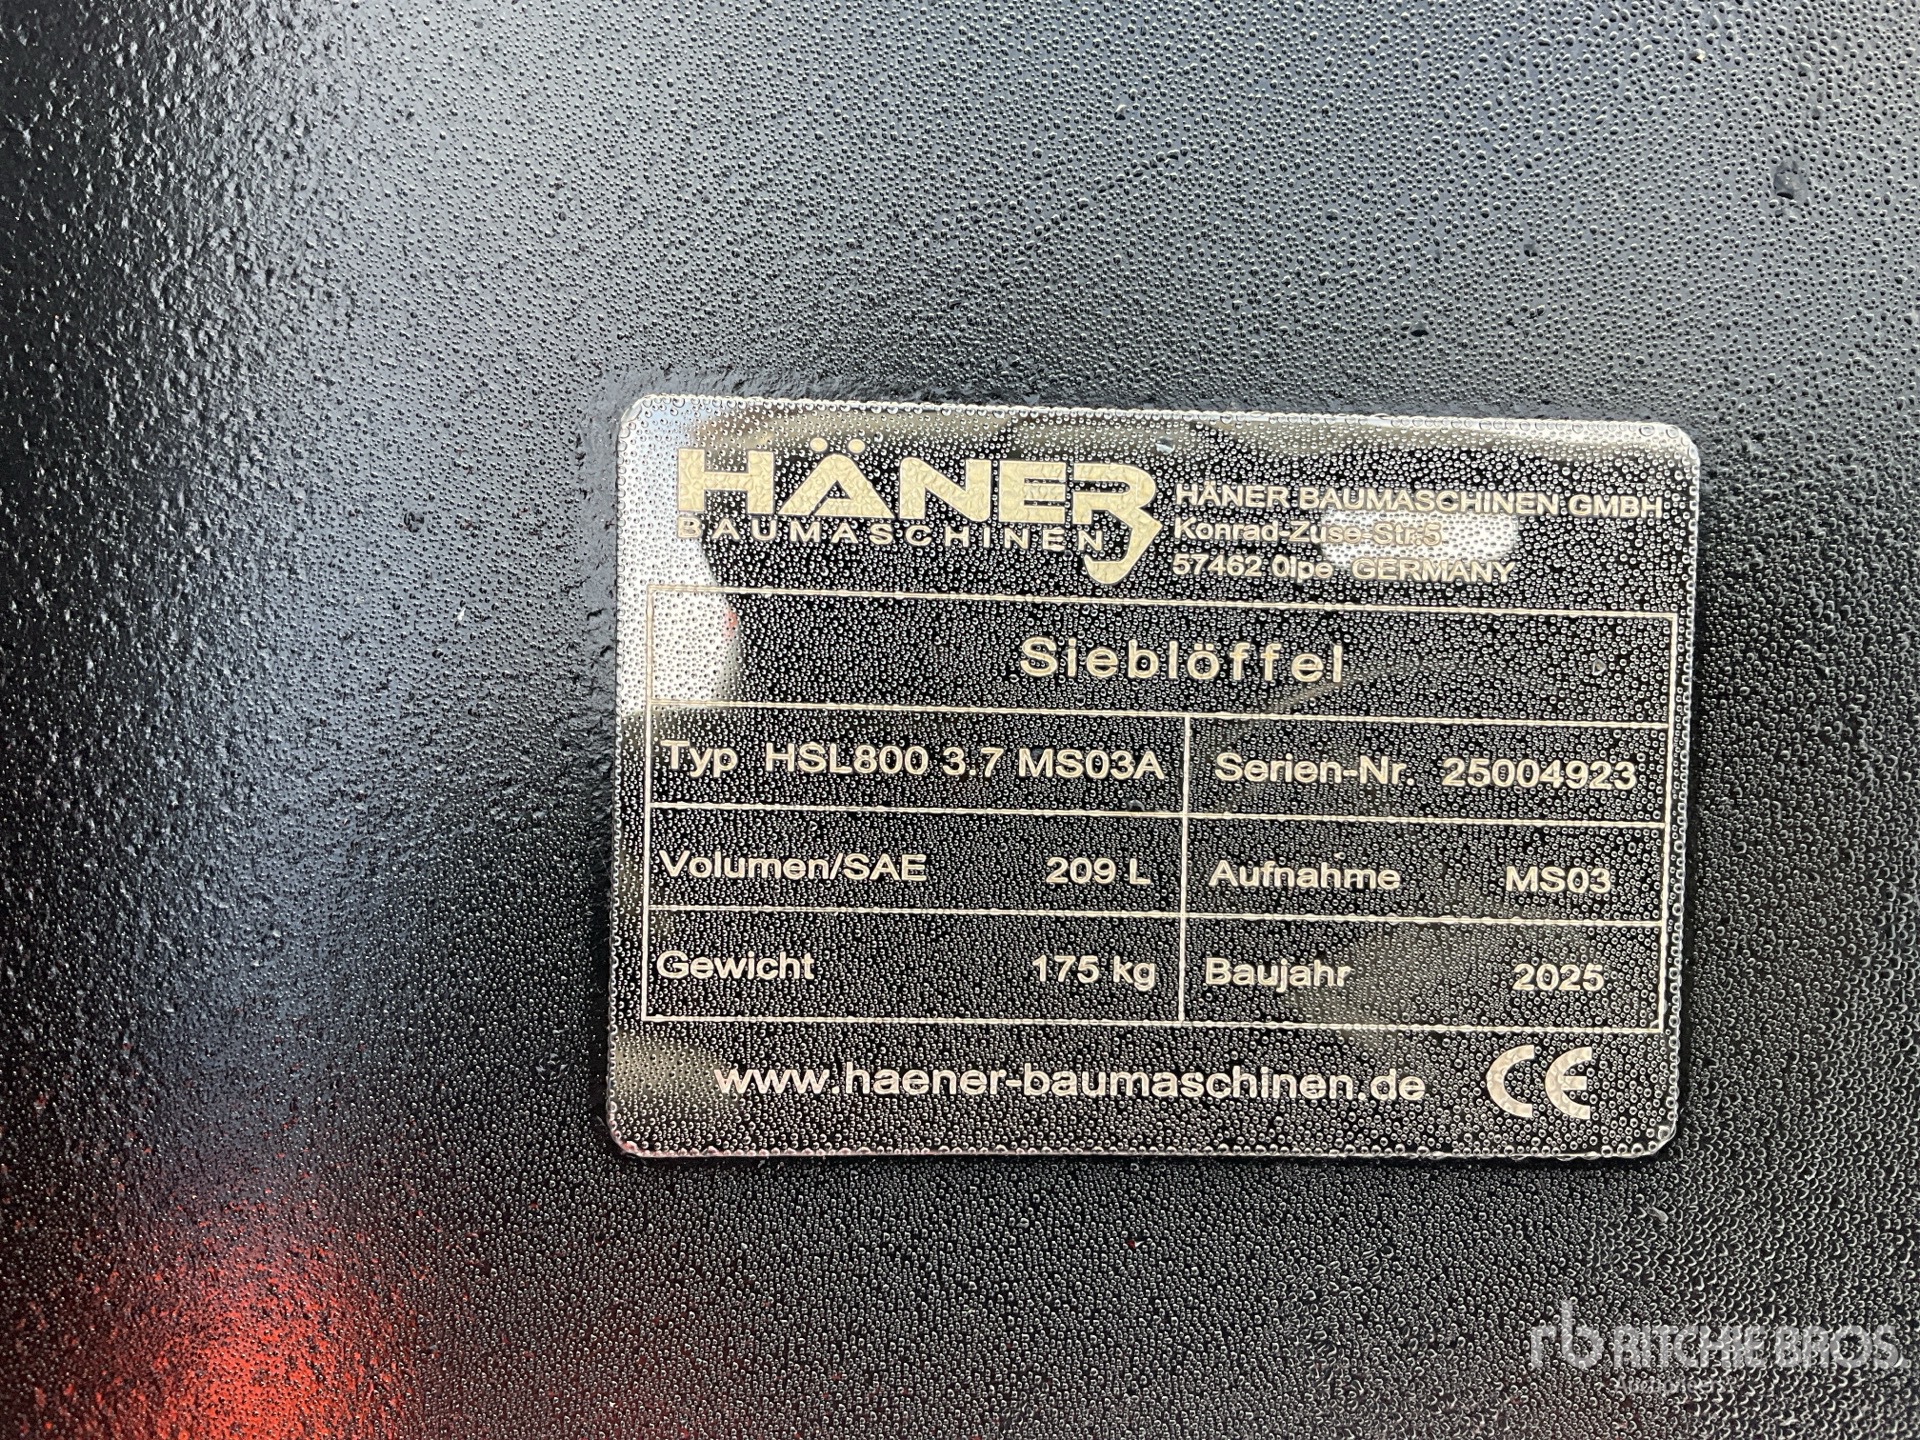 HÄNER
BAUMASCHINEN
HÄNER BAUMASCHINEN GMBH
Konrad-Zuse-Str.5
57462 Olpe, GERMANY
Sieblöffel
Typ HSL800 3.7 MS03A Serien-Nr. 25004923
Volumen/SAE 209 L Aufnahme MS03
Gewicht 175 kg Baujahr 2025
www.haener-baumaschinen.de CE
rb RITCHIE BROS.
Auctioneers